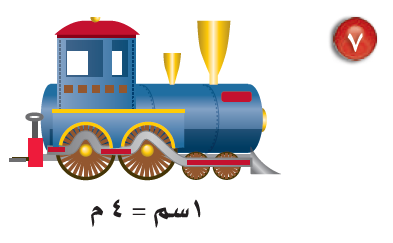 ٧
١سم = ٤ م